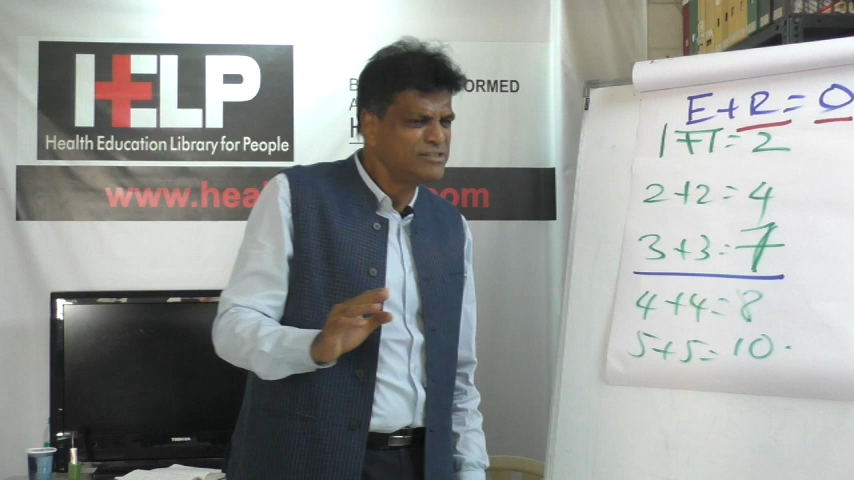 HELP
Health Education Library for People
ORMED
www.heal
om
E+R=O
1+1=2
2+2=4
3+3=7
4+4=8
5+5=10.
TOSHIBA